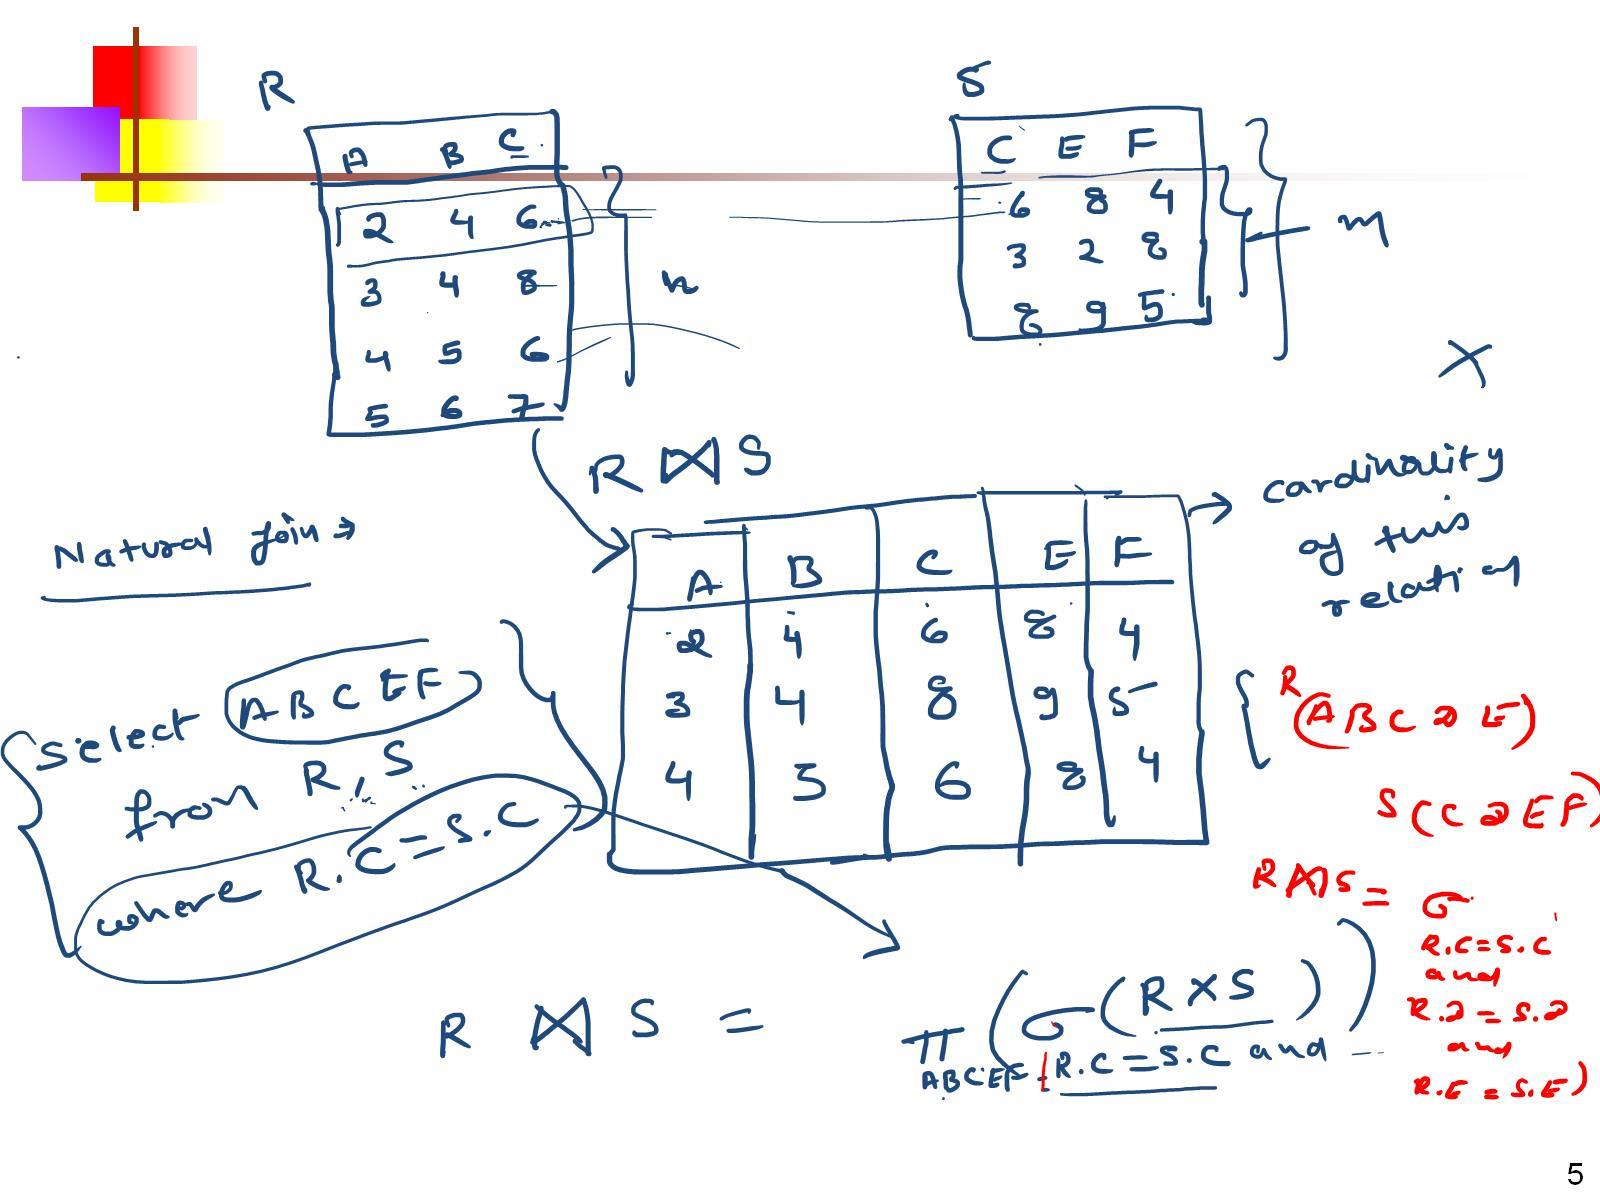 R
A B C
2 4 6
3 4 8
4 5 6
5 6 7
n
S
C E F
6 8 4
3 2 8
8 9 5
m
X
R ⋈ S
Natural Join →
A B C E F
2 4 6 8 4
3 4 8 9 5
4 5 6 8 4
cardinality
of this
relation
Select A B C E F
from R, S
where R.C = S.C
R (A B C D E)
S (C D E F)
R ⋈ S = σ
R.C = S.C
and
R.D = S.D
and
R.E = S.E)
R ⋈ S = π (σ (R X S))
ABCEF R.C = S.C and ...
5